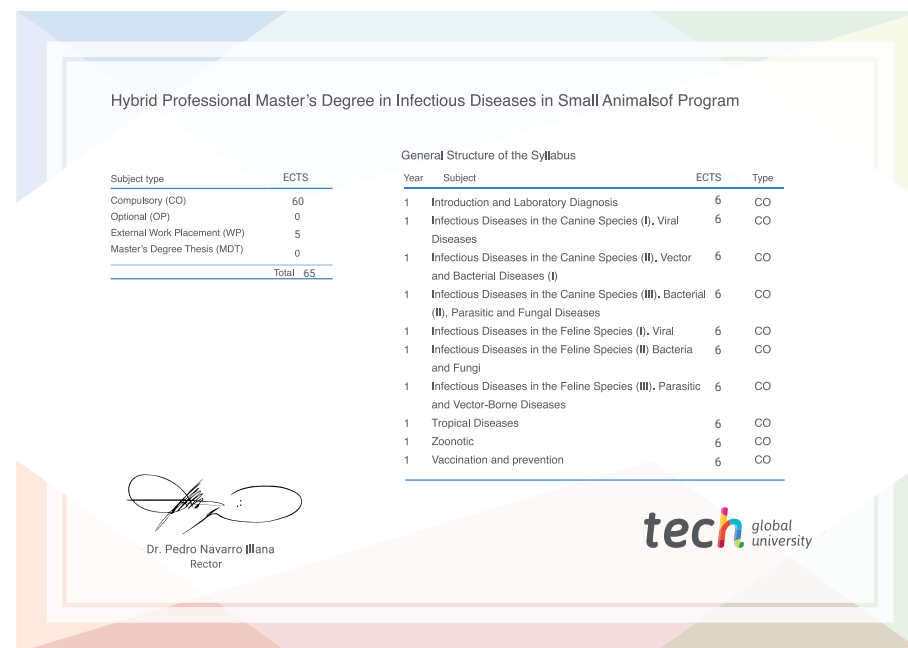 Hybrid Professional Master's Degree in Infectious Diseases in Small Animalsof Program
Subject type ECTS
Compulsory (CO) 60
Optional (OP) 0
External Work Placement (WP) 5
Master's Degree Thesis (MDT) 0
Total 65
General Structure of the Syllabus
Year Subject ECTS Type
1 Introduction and Laboratory Diagnosis 6 CO
1 Infectious Diseases in the Canine Species (I). Viral 6 CO
Diseases
1 Infectious Diseases in the Canine Species (II). Vector 6 CO
and Bacterial Diseases (I)
1 Infectious Diseases in the Canine Species (III). Bacterial 6 CO
(II), Parasitic and Fungal Diseases
1 Infectious Diseases in the Feline Species (I). Viral 6 CO
1 Infectious Diseases in the Feline Species (II) Bacteria 6 CO
and Fungi
1 Infectious Diseases in the Feline Species (III). Parasitic 6 CO
and Vector-Borne Diseases
1 Tropical Diseases 6 CO
1 Zoonotic 6 CO
1 Vaccination and prevention 6 CO
Dr. Pedro Navarro Illana
Rector
tech global
university